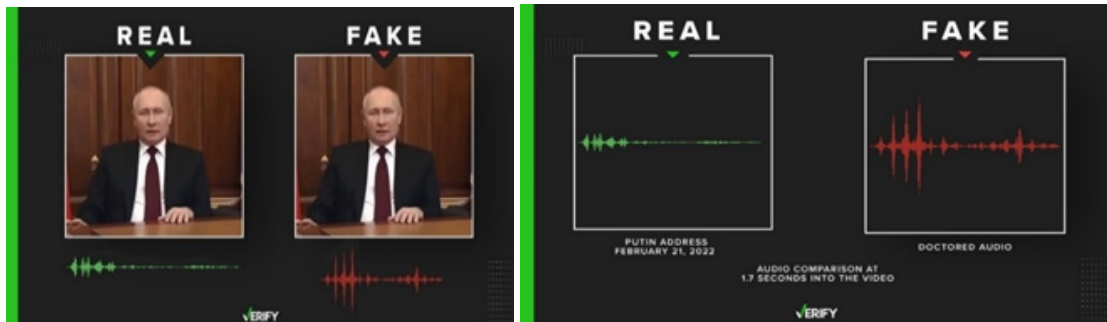 REAL
FAKE
VERIFY
REAL
FAKE
PUTIN ADDRESS
FEBRUARY 21, 2022
DOCTORED AUDIO
AUDIO COMPARISON AT
1.7 SECONDS INTO THE VIDEO
VERIFY